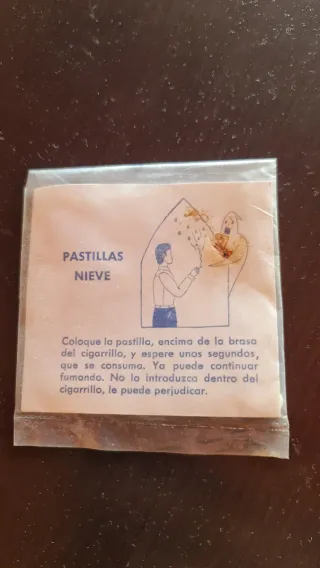 PASTILLAS
NIEVE
Coloque la pastilla, encima de la brasa
del cigarrillo, y espere unos segundos,
que se consuma. Ya puede continuar
fumando. No la introduzca dentro del
cigarrillo, le puede perjudicar.